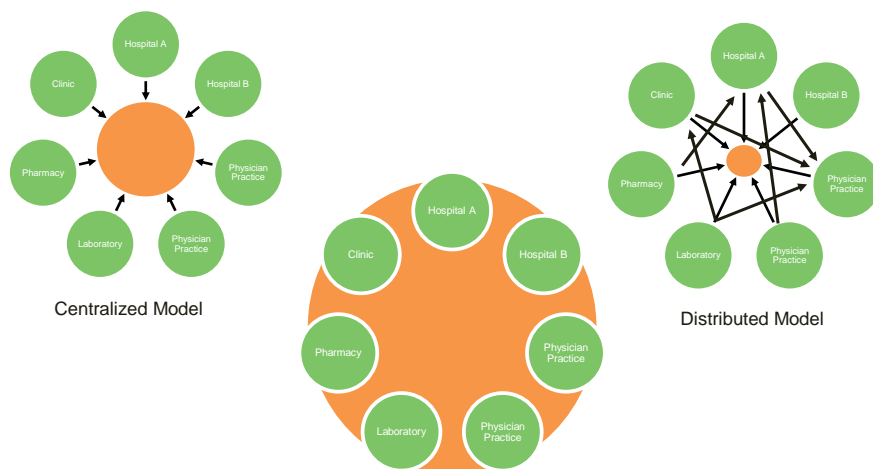 Hospital A
Clinic
Hospital B
Pharmacy
Physician
Practice
Laboratory
Physician
Practice
Centralized Model
Hospital A
Clinic
Hospital B
Pharmacy
Physician
Practice
Laboratory
Physician
Practice
Hospital A
Clinic
Hospital B
Pharmacy
Physician
Practice
Laboratory
Physician
Practice
Distributed Model